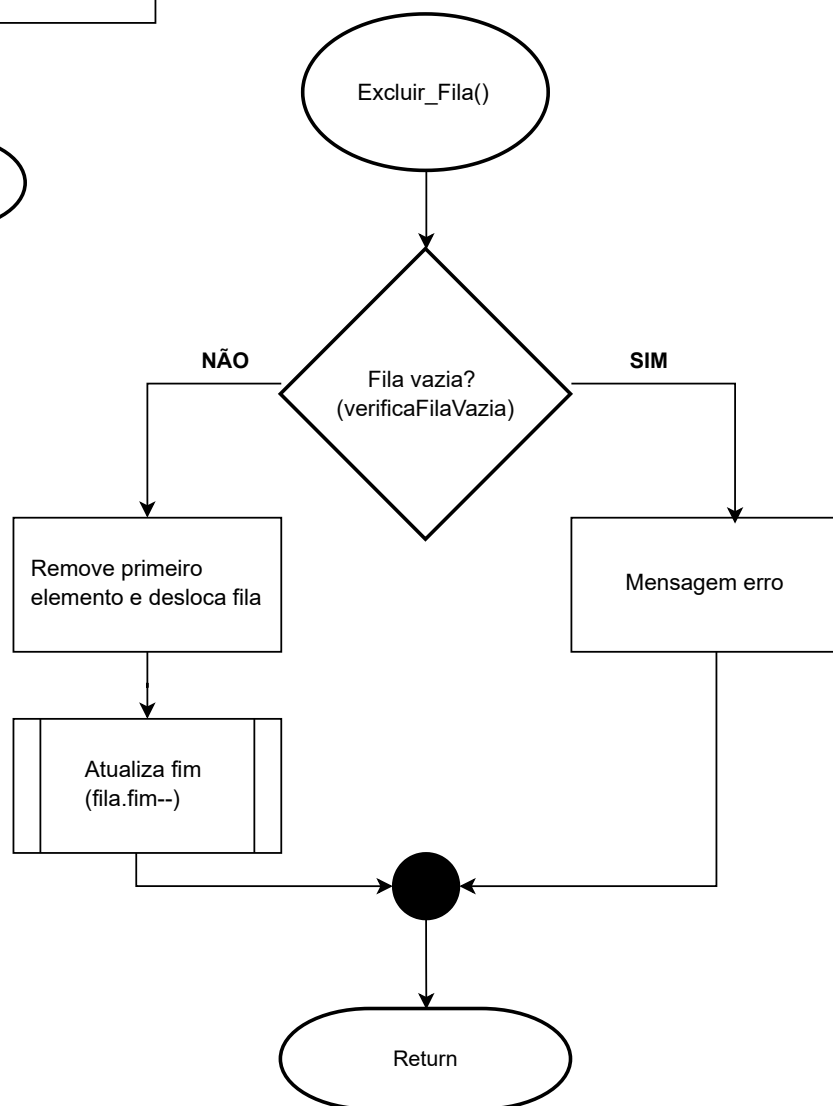 Excluir_Fila()
NÃO
SIM
Fila vazia?
(verificaFilaVazia)
Remove primeiro
elemento e desloca fila
Mensagem erro
Atualiza fim
(fila.fim--)
Return